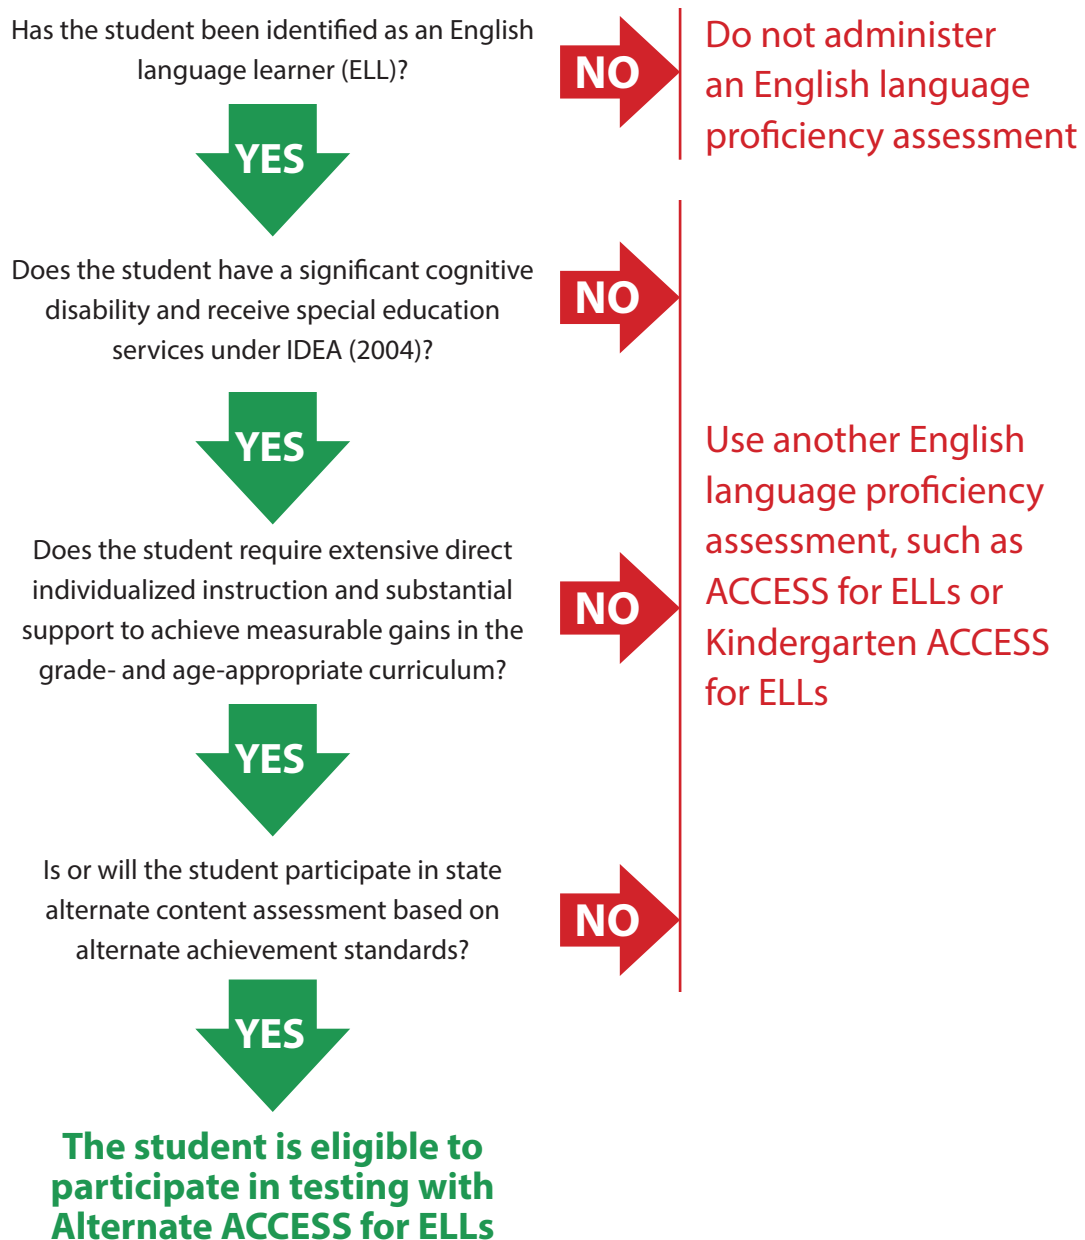 Has the student been identified as an English
language learner (ELL)?
NO
Do not administer
an English language
proficiency assessment
YES
Does the student have a significant cognitive
disability and receive special education
services under IDEA (2004)?
NO
YES
Does the student require extensive direct
individualized instruction and substantial
support to achieve measurable gains in the
grade- and age-appropriate curriculum?
NO
Use another English
language proficiency
assessment, such as
ACCESS for ELLs or
Kindergarten ACCESS
for ELLs
YES
Is or will the student participate in state
alternate content assessment based on
alternate achievement standards?
NO
YES
The student is eligible to
participate in testing with
Alternate ACCESS for ELLs